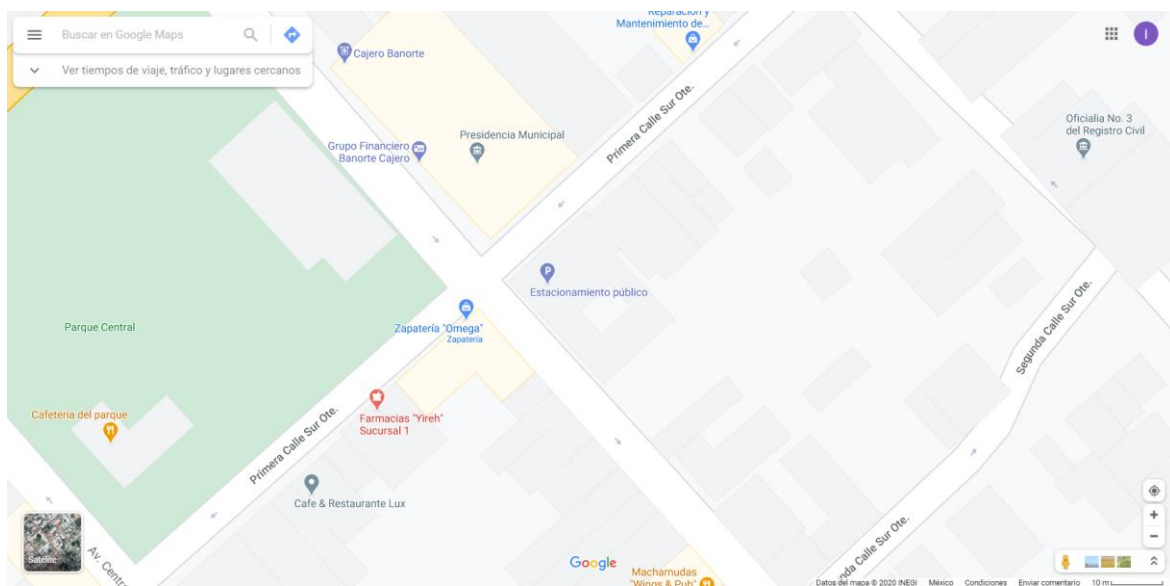 Buscar en Google Maps
Ver tiempos de viaje, tráfico y lugares cercanos
Reparación y
Mantenimiento de...
I
Cajero Banorte
Primera Calle Sur Ote.
Oficialia No. 3
del Registro Civil
Presidencia Municipal
Grupo Financiero
Banorte Cajero
P
Estacionamiento público
Segunda Calle Sur Ote.
Parque Central
Zapatería "Omega"
Zapatería
Cafeteria del parque
Farmacias "Yireh"
Sucursal 1
Primera Calle Sur Ote.
Cafe & Restaurante Lux
Satélite
Av. Centr
nda Calle Sur Ote.
Google
Macharnudas
"Wings & Pub"
Datos del mapa © 2020 INEGI México Condiciones Enviar comentario 10 m